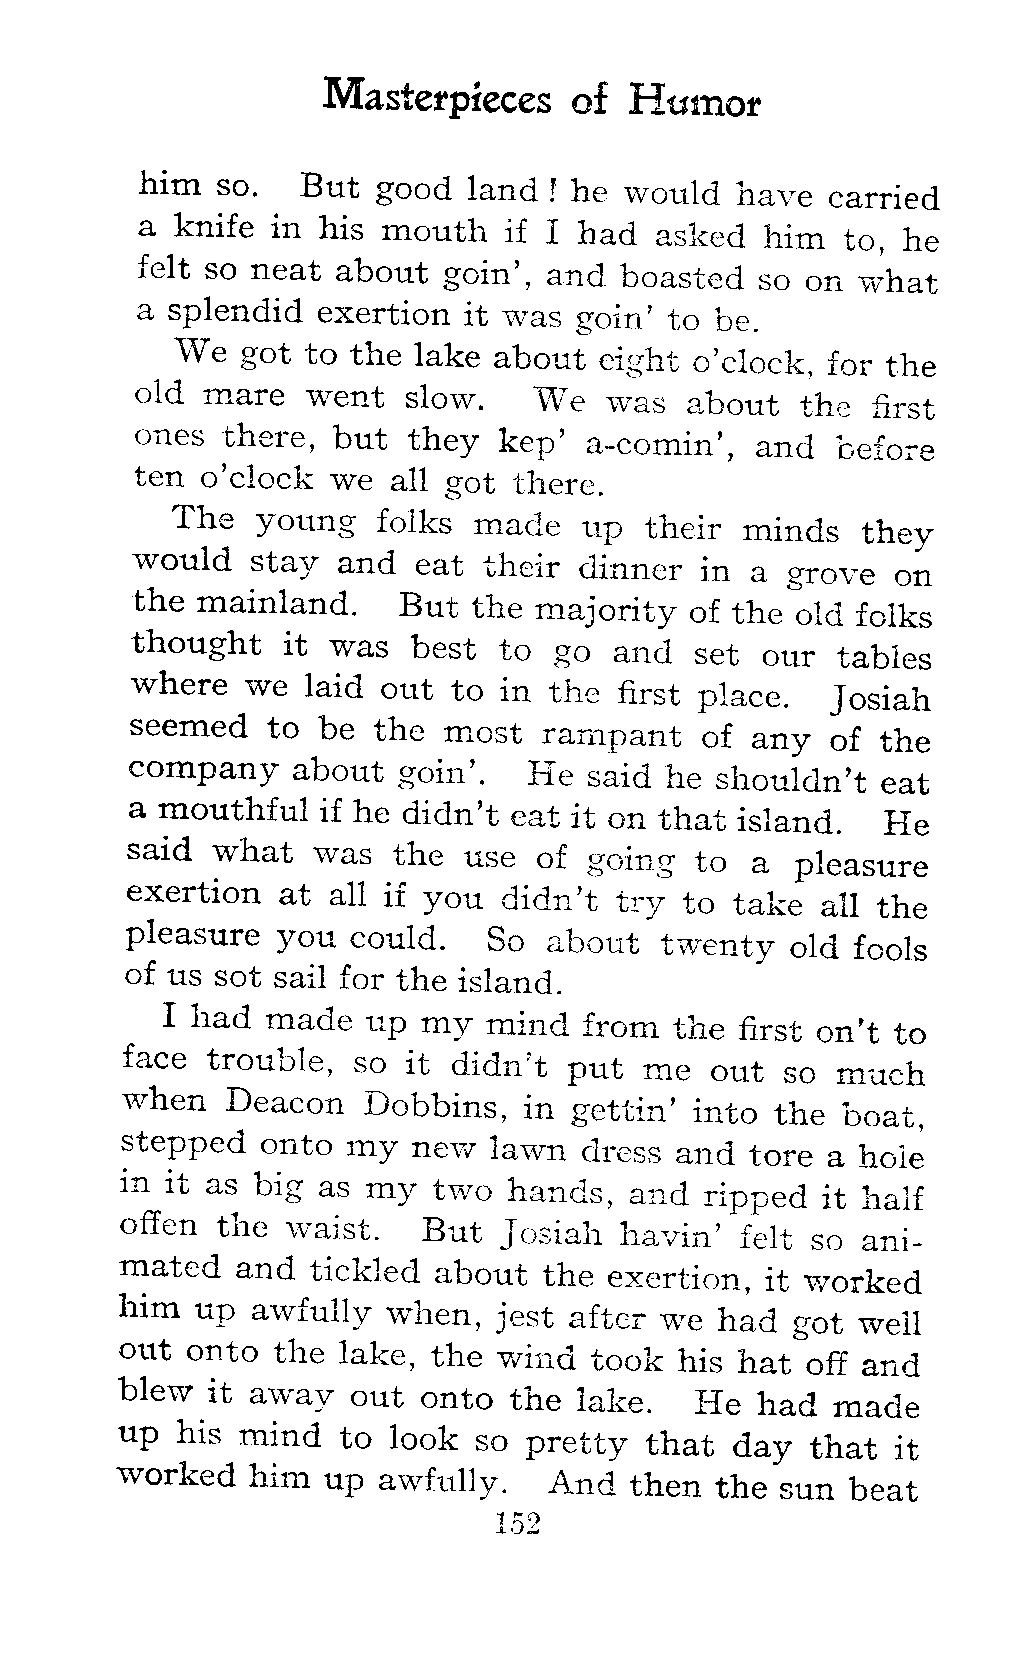 Masterpieces of Humor
him so. But good land! he would have carried
a knife in his mouth if I had asked him to, he
felt so neat about goin', and boasted so on what
a splendid exertion it was goin' to be.
We got to the lake about eight o'clock, for the
old mare went slow. We was about the first
ones there, but they kep' a-comin', and before
ten o'clock we all got there.
The young folks made up their minds they
would stay and eat their dinner in a grove on
the mainland. But the majority of the old folks
thought it was best to go and set our tables
where we laid out to in the first place. Josiah
seemed to be the most rampant of any of the
company about goin'. He said he shouldn't eat
a mouthful if he didn't eat it on that island. He
said what was the use of going to a pleasure
exertion at all if you didn't try to take all the
pleasure you could. So about twenty old fools
of us sot sail for the island.
I had made up my mind from the first on't to
face trouble, so it didn't put me out so much
when Deacon Dobbins, in gettin' into the boat,
stepped onto my new lawn dress and tore a hole
in it as big as my two hands, and ripped it half
offen the waist. But Josiah havin' felt so ani-
mated and tickled about the exertion, it worked
him up awfully when, jest after we had got well
out onto the lake, the wind took his hat off and
blew it away out onto the lake. He had made
up his mind to look so pretty that day that it
worked him up awfully. And then the sun beat
152